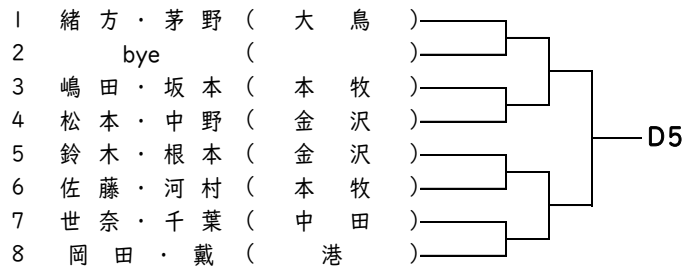 1 緒方・茅野 ( 大鳥 )
2 bye ( )
3 嶋田・坂本 ( 本牧 )
4 松本・中野 ( 金沢 )
D5
5 鈴木・根本 ( 金沢 )
6 佐藤・河村 ( 本牧 )
7 世奈・千葉 ( 中田 )
8 岡田・戴 ( 港 )